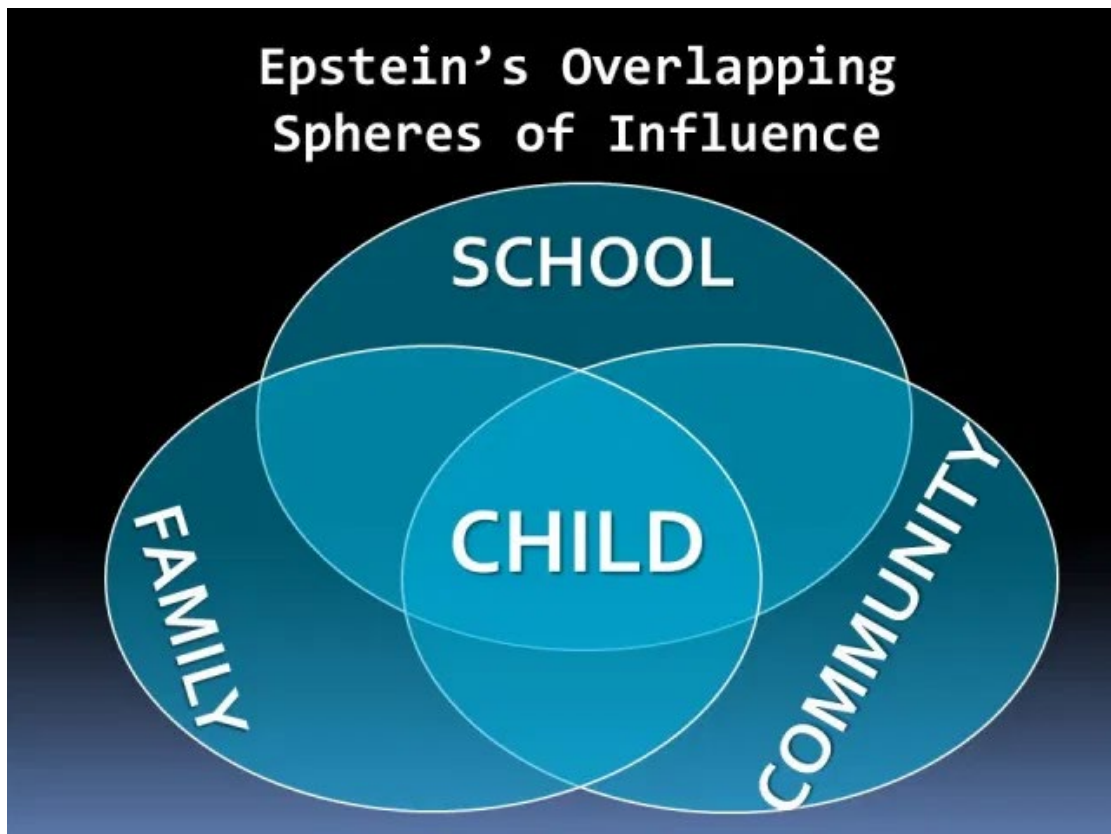 Epstein’s Overlapping
Spheres of Influence
SCHOOL
CHILD
FAMILY
COMMUNITY